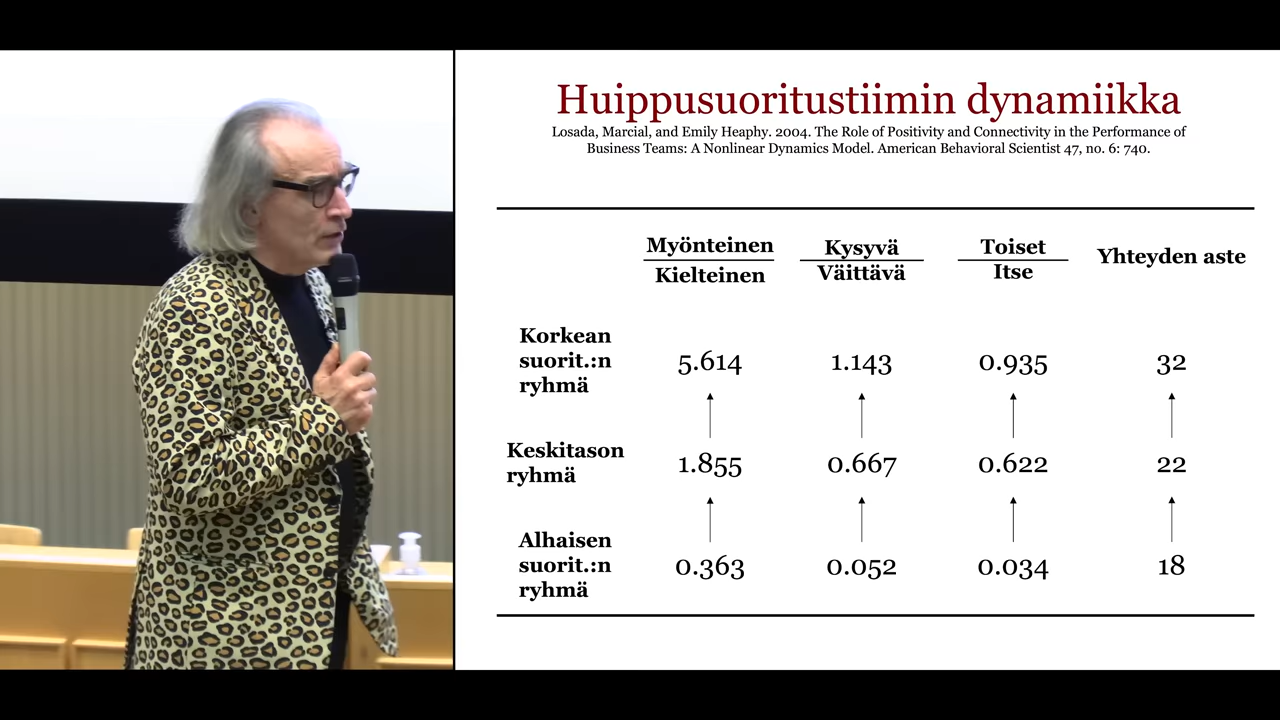 Huippusuoritustiimin dynamiikka
Losada, Marcial, and Emily Heaphy. 2004. The Role of Positivity and Connectivity in the Performance of
Business Teams: A Nonlinear Dynamics Model. American Behavioral Scientist 47, no. 6: 740.
Myönteinen
Kielteinen
Kysyvä
Väittävä
Toiset
Itse
Yhteyden aste
Korkean
suorit.:n
ryhmä
5.614 1.143 0.935 32
Keskitason
ryhmä
1.855 0.667 0.622 22
Alhaisen
suorit.:n
ryhmä
0.363 0.052 0.034 18